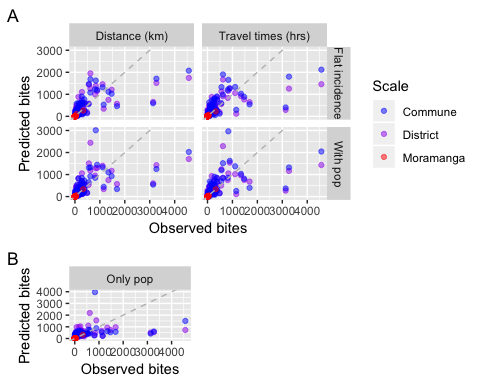 A
Distance (km) Travel times (hrs)
Predicted bites
3000
2000
1000
0
Flat incidence
3000
2000
1000
0
With pop
0 1000 2000 3000 4000 0 1000 2000 3000 4000
Observed bites
Scale
Commune
District
Moramanga
B
Only pop
Predicted bites
4000
3000
2000
1000
0
0 1000 2000 3000 4000
Observed bites